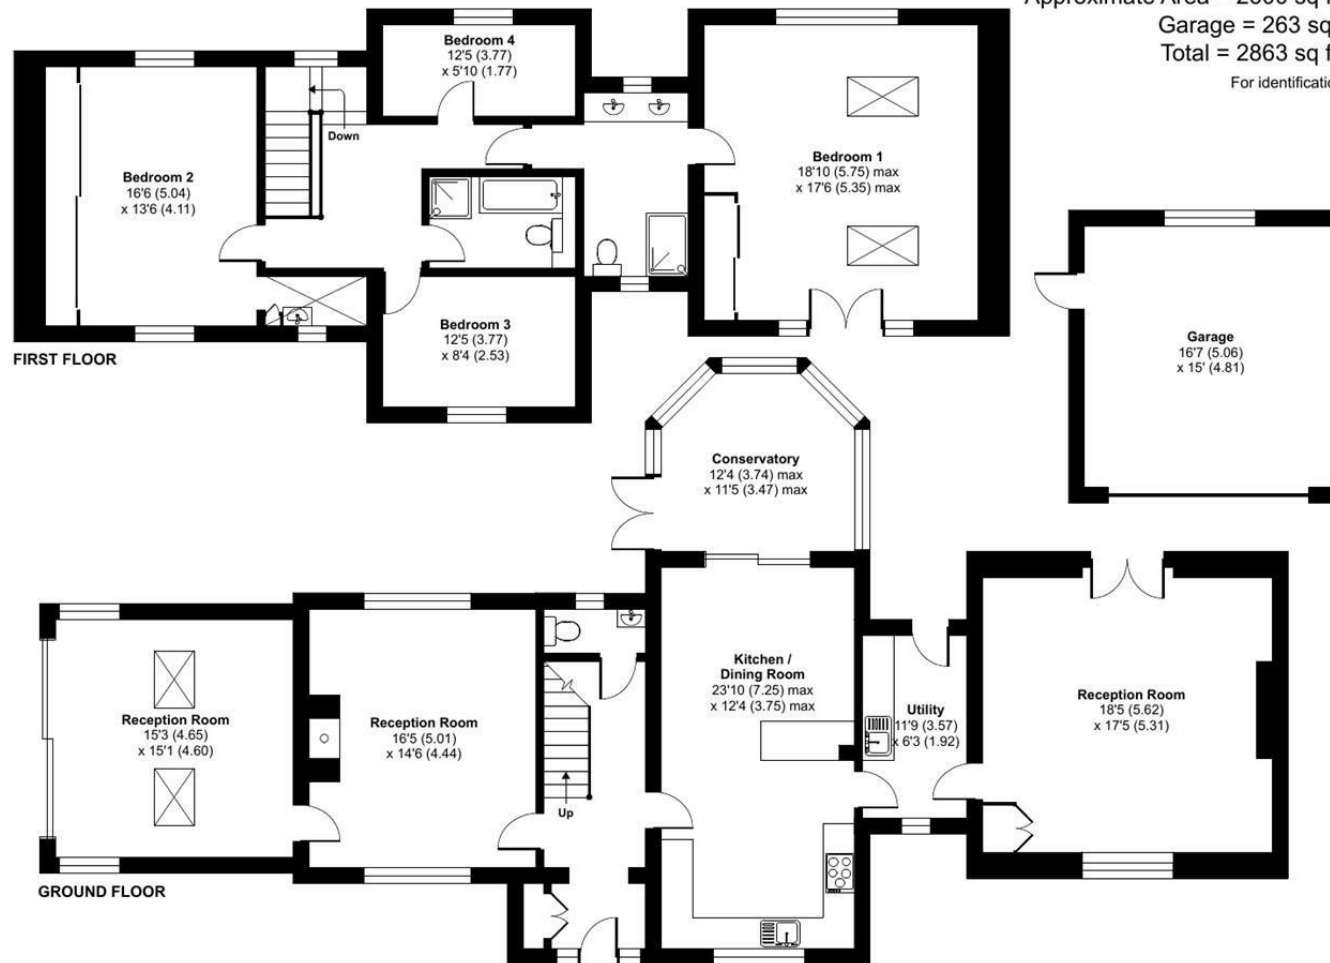 Garage = 263 sq
Total = 2863 sq f
For identificatio
Bedroom 4
12'5 (3.77)
x 5'10 (1.77)
Down
Bedroom 2
16'6 (5.04)
x 13'6 (4.11)
Bedroom 1
18'10 (5.75) max
x 17'6 (5.35) max
Bedroom 3
12'5 (3.77)
x 8'4 (2.53)
FIRST FLOOR
Garage
16'7 (5.06)
x 15' (4.81)
Conservatory
12'4 (3.74) max
x 11'5 (3.47) max
Reception Room
15'3 (4.65)
x 15'1 (4.60)
Reception Room
16'5 (5.01)
x 14'6 (4.44)
Up
Kitchen /
Dining Room
23'10 (7.25) max
x 12'4 (3.75) max
Utility
11'9 (3.57)
x 6'3 (1.92)
Reception Room
18'5 (5.62)
x 17'5 (5.31)
GROUND FLOOR